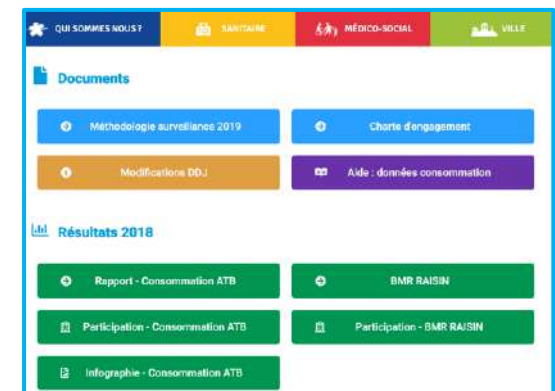 QUI SOMMES NOUS ? SANITAIRE MÉDICO-SOCIAL VILLE
Documents
Méthodologie surveillance 2019 Charte d'engagement
Modifications DDJ Aide : données consommation
Résultats 2018
Rapport - Consommation ATB BMR RAISIN
Participation - Consommation ATB Participation - BMR RAISIN
Infographie - Consommation ATB